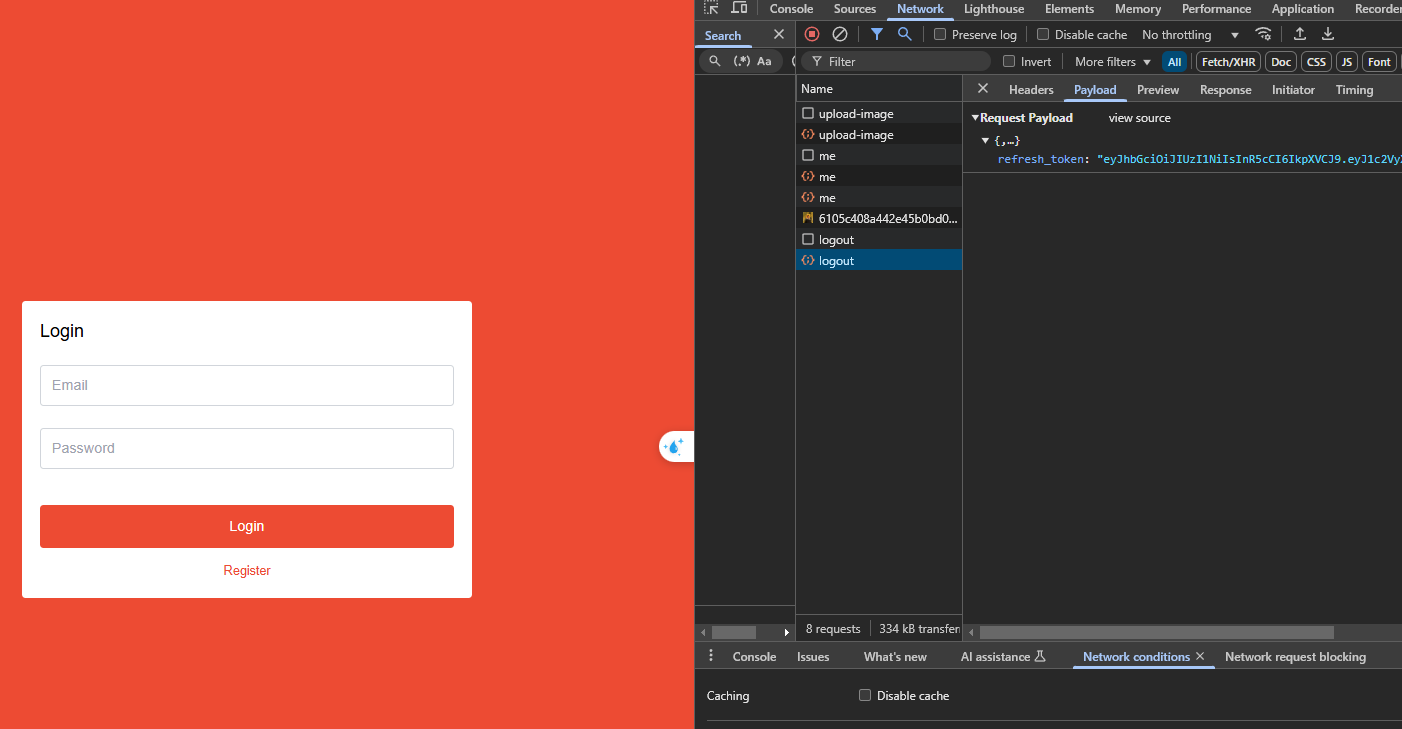 Login
Email
Password
Login
Register
Console Sources Network Lighthouse Elements Memory Performance Application Recorder
Search
Preserve log Disable cache No throttling
(.*) Aa
Filter Invert More filters All Fetch/XHR Doc CSS JS Font
Name
upload-image
upload-image
me
me
me
6105c408a442e45b0bd0...
logout
logout
8 requests 334 kB transfer
Headers Payload Preview Response Initiator Timing
Request Payload view source
{,…}
refresh_token: "eyJhbGciOiJIUzI1NiIsInR5cCI6IkpXVCJ9.eyJ1c2Vy
Console Issues What's new AI assistance Network conditions Network request blocking
Caching Disable cache